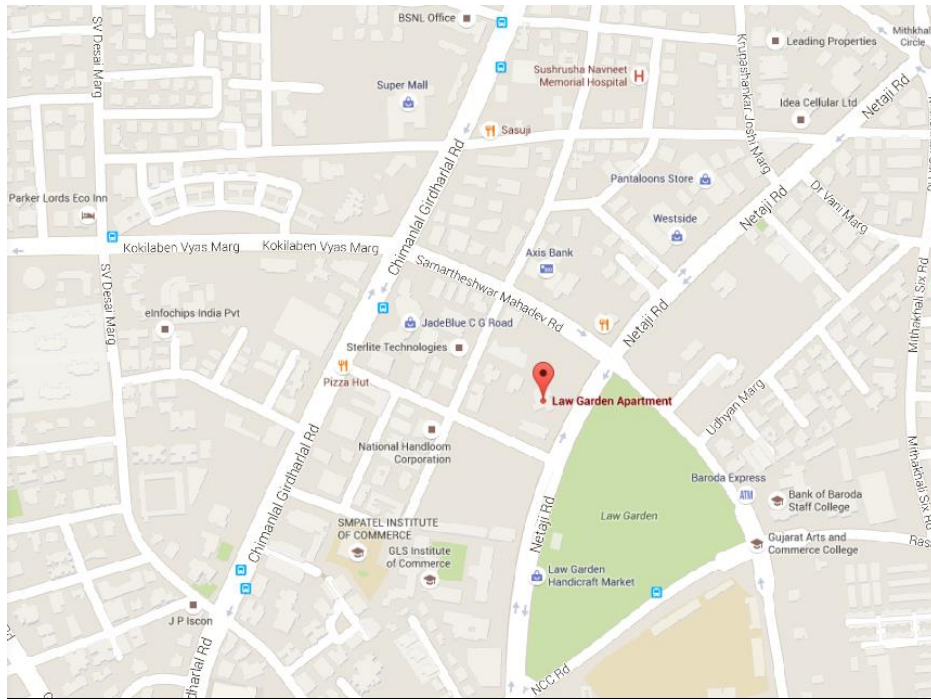 BSNL Office
SV Desai Marg
Leading Properties
Mithkhali
Circle
Krupashankar Joshi Marg
Sushrusha Navneet
Memorial Hospital
Super Mall
Idea Cellular Ltd
Netaji Rd
Sasuji
Chimanlal Girdharlal Rd
Pantaloons Store
Dr Vani Marg
Netaji Rd
Parker Lords Eco Inn
Westside
Kokilaben Vyas Marg
Kokilaben Vyas Marg
Axis Bank
Samartheshwar Mahadev Rd
SV Desai Marg
Mithakhali Six Rd
eInfochips India Pvt
JadeBlue C G Road
Netaji Rd
Sterlite Technologies
Pizza Hut
Law Garden Apartment
Udhyan Marg
National Handloom
Corporation
Chimanlal Girdharlal Rd
Mithakhali Six Rd
Baroda Express
ATM
Bank of Baroda
Staff College
Law Garden
Netaji Rd
SMPATEL INSTITUTE
OF COMMERCE
GLS Institute
of Commerce
Gujarat Arts and
Commerce College
Law Garden
Handicraft Market
J P Iscon
NCC Rd